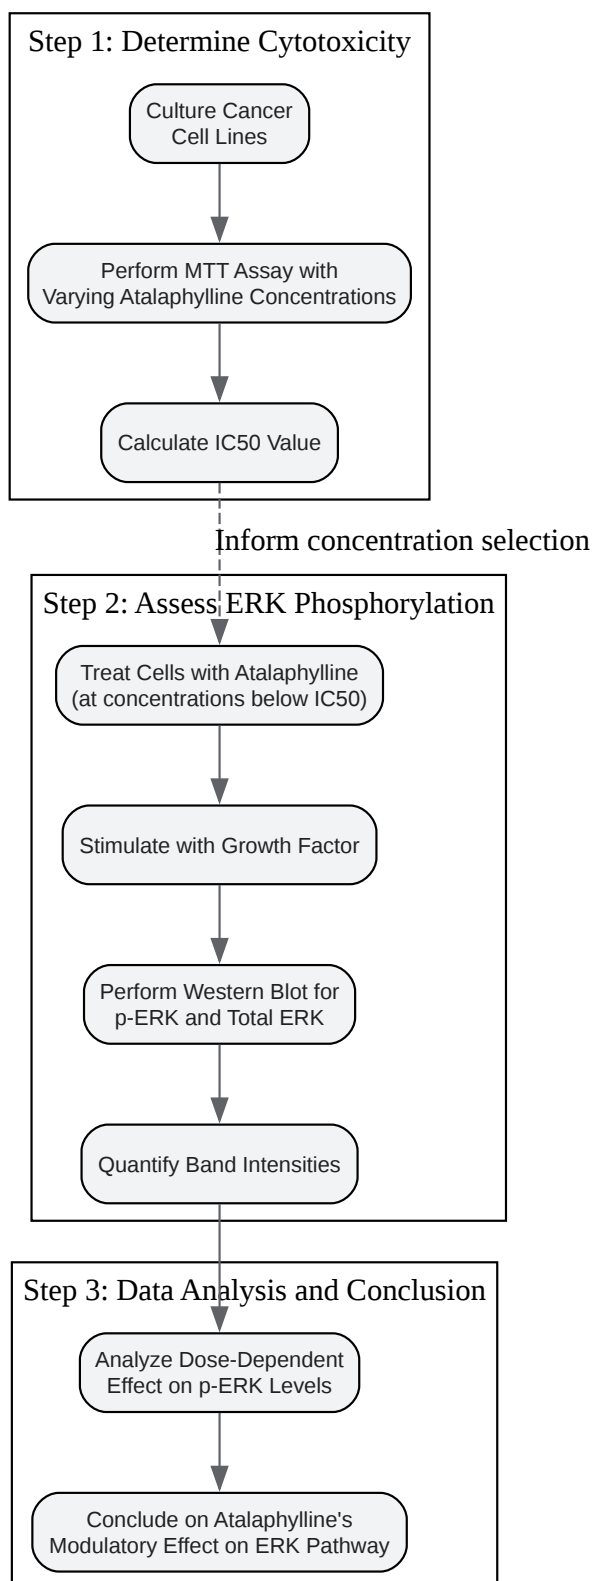 Step 1: Determine Cytotoxicity
Culture Cancer
Cell Lines
Perform MTT Assay with
Varying Atalaphylline Concentrations
Calculate IC50 Value
Inform concentration selection
Step 2: Assess ERK Phosphorylation
Treat Cells with Atalaphylline
(at concentrations below IC50)
Stimulate with Growth Factor
Perform Western Blot for
p-ERK and Total ERK
Quantify Band Intensities
Step 3: Data Analysis and Conclusion
Analyze Dose-Dependent
Effect on p-ERK Levels
Conclude on Atalaphylline's
Modulatory Effect on ERK Pathway